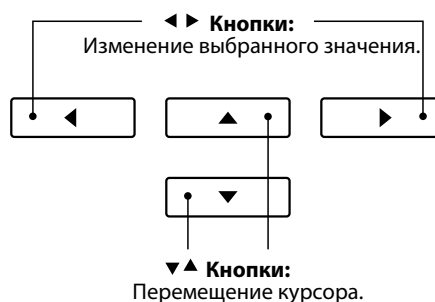 ◀ ▶ Кнопки:
Изменение выбранного значения.
▼▲ Кнопки:
Перемещение курсора.